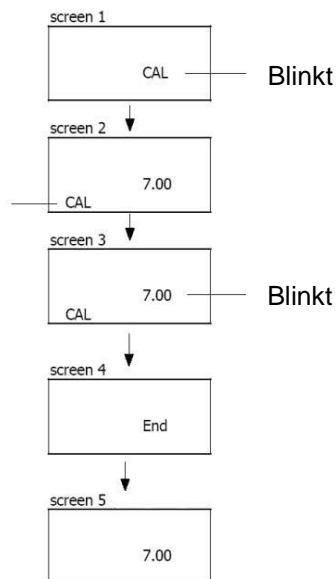 screen 1
CAL
Blinkt
screen 2
7.00
CAL
screen 3
7.00
Blinkt
CAL
screen 4
End
screen 5
7.00